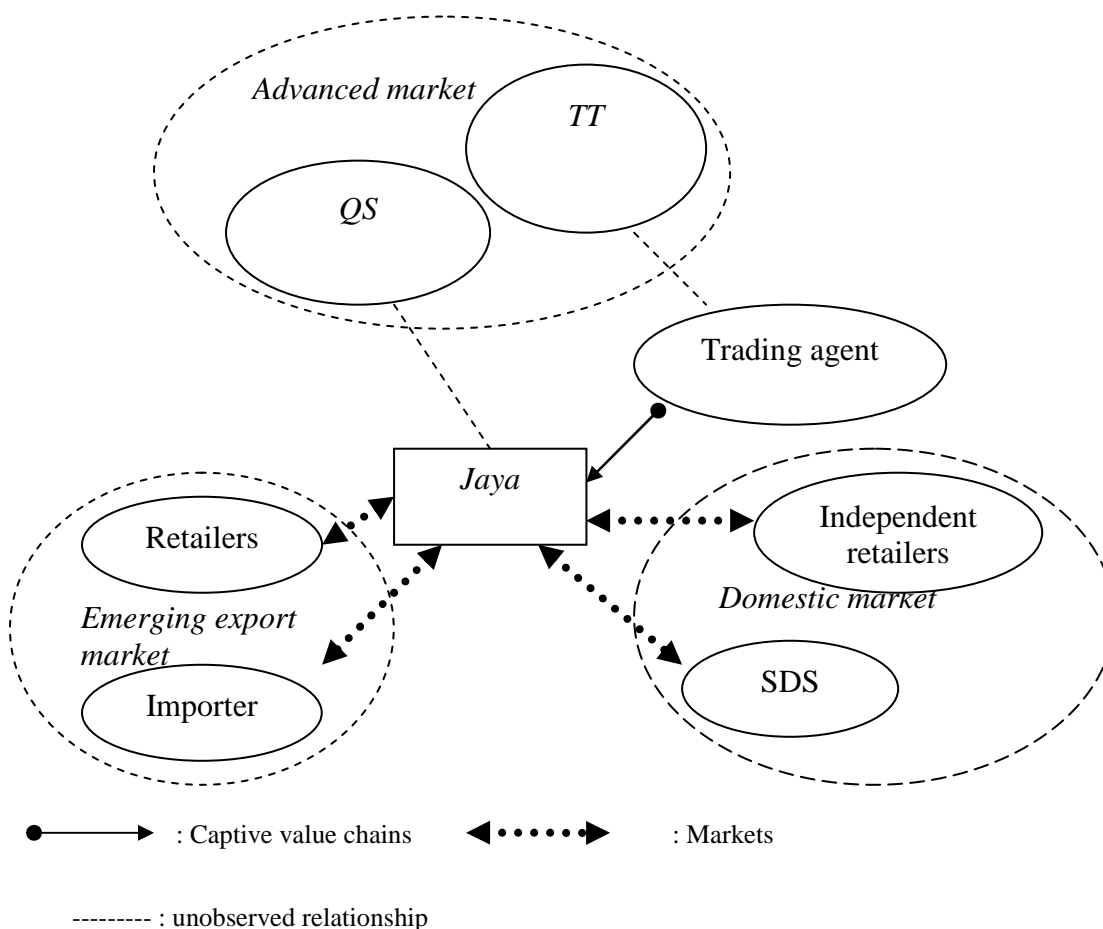 Advanced market
TT
QS
Trading agent
Jaya
Retailers
Emerging export
market
Importer
Independent
retailers
Domestic market
SDS
: Captive value chains
: Markets
--------- : unobserved relationship